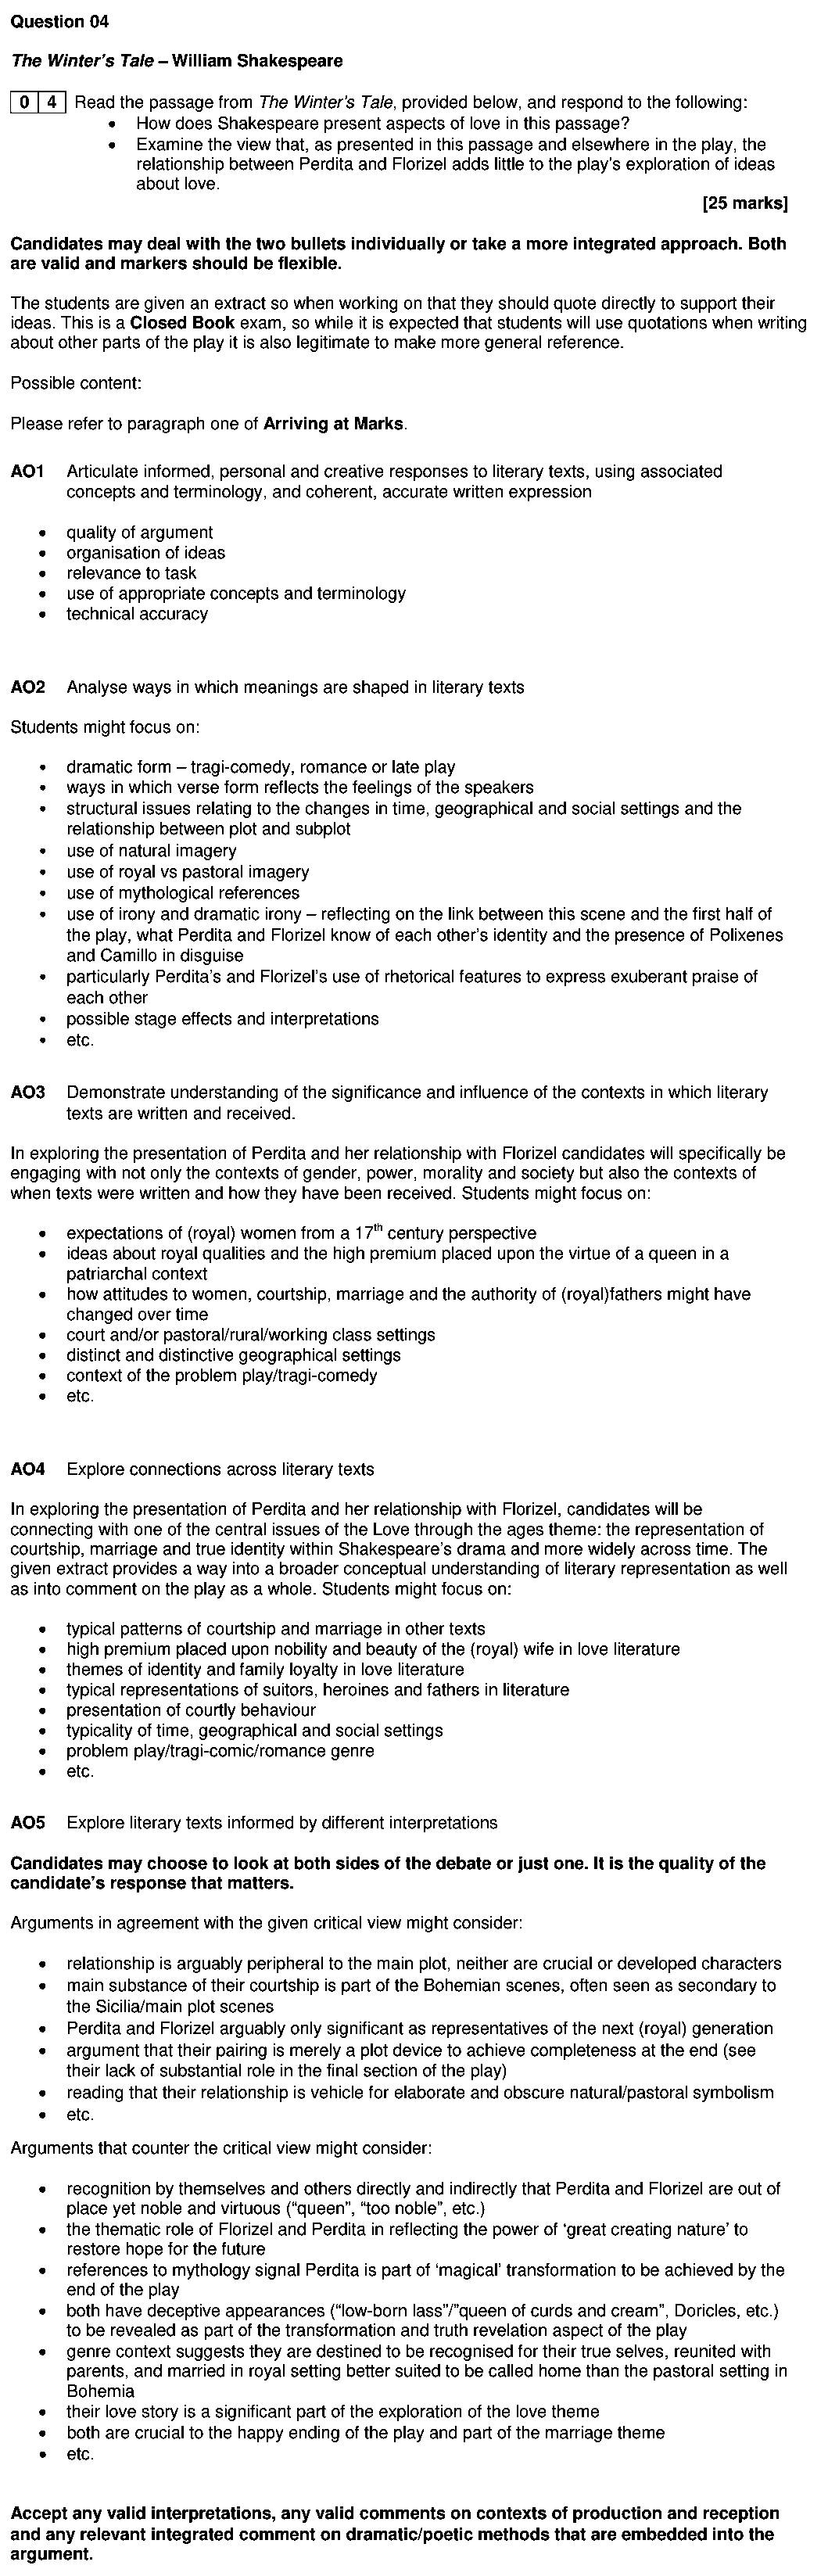 Question 04
The Winter's Tale – William Shakespeare
0 4 Read the passage from The Winter's Tale, provided below, and respond to the following:
• How does Shakespeare present aspects of love in this passage?
• Examine the view that, as presented in this passage and elsewhere in the play, the
relationship between Perdita and Florizel adds little to the play's exploration of ideas
about love.
[25 marks]
Candidates may deal with the two bullets individually or take a more integrated approach. Both
are valid and markers should be flexible.
The students are given an extract so when working on that they should quote directly to support their
ideas. This is a Closed Book exam, so while it is expected that students will use quotations when writing
about other parts of the play it is also legitimate to make more general reference.
Possible content:
Please refer to paragraph one of Arriving at Marks.
AO1 Articulate informed, personal and creative responses to literary texts, using associated
concepts and terminology, and coherent, accurate written expression
• quality of argument
• organisation of ideas
• relevance to task
• use of appropriate concepts and terminology
• technical accuracy
AO2 Analyse ways in which meanings are shaped in literary texts
Students might focus on:
• dramatic form – tragi-comedy, romance or late play
• ways in which verse form reflects the feelings of the speakers
• structural issues relating to the changes in time, geographical and social settings and the
relationship between plot and subplot
• use of natural imagery
• use of royal vs pastoral imagery
• use of mythological references
• use of irony and dramatic irony – reflecting on the link between this scene and the first half of
the play, what Perdita and Florizel know of each other's identity and the presence of Polixenes
and Camillo in disguise
• particularly Perdita's and Florizel's use of rhetorical features to express exuberant praise of
each other
• possible stage effects and interpretations
• etc.
AO3 Demonstrate understanding of the significance and influence of the contexts in which literary
texts are written and received.
In exploring the presentation of Perdita and her relationship with Florizel candidates will specifically be
engaging with not only the contexts of gender, power, morality and society but also the contexts of
when texts were written and how they have been received. Students might focus on:
• expectations of (royal) women from a 17th century perspective
• ideas about royal qualities and the high premium placed upon the virtue of a queen in a
patriarchal context
• how attitudes to women, courtship, marriage and the authority of (royal)fathers might have
changed over time
• court and/or pastoral/rural/working class settings
• distinct and distinctive geographical settings
• context of the problem play/tragi-comedy
• etc.
AO4 Explore connections across literary texts
In exploring the presentation of Perdita and her relationship with Florizel, candidates will be
connecting with one of the central issues of the Love through the ages theme: the representation of
courtship, marriage and true identity within Shakespeare's drama and more widely across time. The
given extract provides a way into a broader conceptual understanding of literary representation as well
as into comment on the play as a whole. Students might focus on:
• typical patterns of courtship and marriage in other texts
• high premium placed upon nobility and beauty of the (royal) wife in love literature
• themes of identity and family loyalty in love literature
• typical representations of suitors, heroines and fathers in literature
• presentation of courtly behaviour
• typicality of time, geographical and social settings
• problem play/tragi-comic/romance genre
• etc.
AO5 Explore literary texts informed by different interpretations
Candidates may choose to look at both sides of the debate or just one. It is the quality of the
candidate's response that matters.
Arguments in agreement with the given critical view might consider:
• relationship is arguably peripheral to the main plot, neither are crucial or developed characters
• main substance of their courtship is part of the Bohemian scenes, often seen as secondary to
the Sicilia/main plot scenes
• Perdita and Florizel arguably only significant as representatives of the next (royal) generation
• argument that their pairing is merely a plot device to achieve completeness at the end (see
their lack of substantial role in the final section of the play)
• reading that their relationship is vehicle for elaborate and obscure natural/pastoral symbolism
• etc.
Arguments that counter the critical view might consider:
• recognition by themselves and others directly and indirectly that Perdita and Florizel are out of
place yet noble and virtuous ("queen", "too noble", etc.)
• the thematic role of Florizel and Perdita in reflecting the power of 'great creating nature' to
restore hope for the future
• references to mythology signal Perdita is part of 'magical' transformation to be achieved by the
end of the play
• both have deceptive appearances ("low-born lass"/"queen of curds and cream", Doricles, etc.)
to be revealed as part of the transformation and truth revelation aspect of the play
• genre context suggests they are destined to be recognised for their true selves, reunited with
parents, and married in royal setting better suited to be called home than the pastoral setting in
Bohemia
• their love story is a significant part of the exploration of the love theme
• both are crucial to the happy ending of the play and part of the marriage theme
• etc.
Accept any valid interpretations, any valid comments on contexts of production and reception
and any relevant integrated comment on dramatic/poetic methods that are embedded into the
argument.